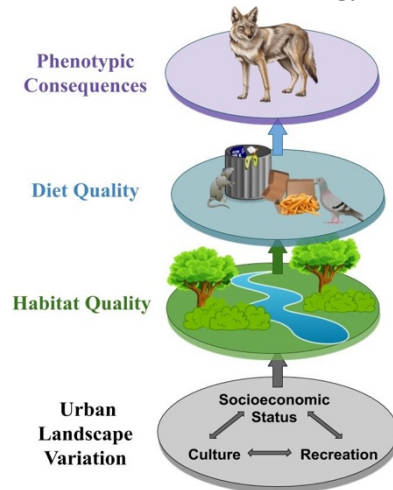 Phenotypic
Consequences
Diet Quality
Habitat Quality
Urban
Landscape
Variation
Socioeconomic
Status
Culture
Recreation